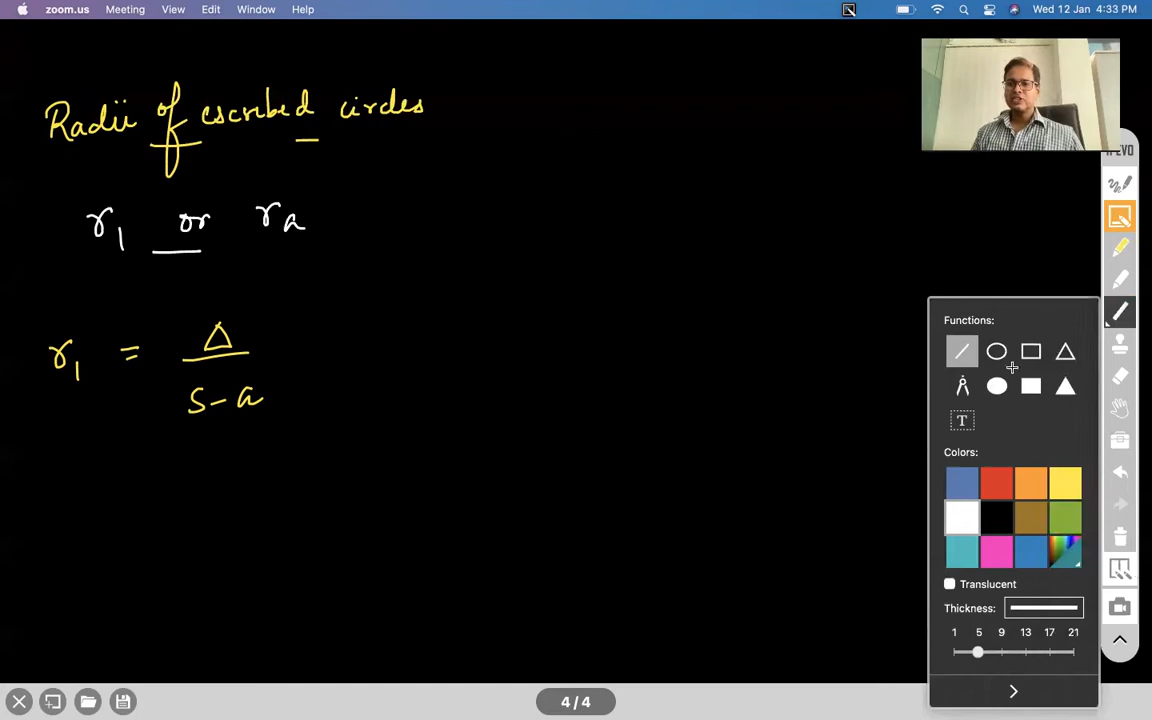 zoom.us Meeting View Edit Window Help Wed 12 Jan 4:33 PM
Radii of escribed circles
r₁ or rₐ
r₁ = Δ
s-a
Functions:
T
Colors:
Translucent
Thickness:
1 5 9 13 17 21
4 / 4